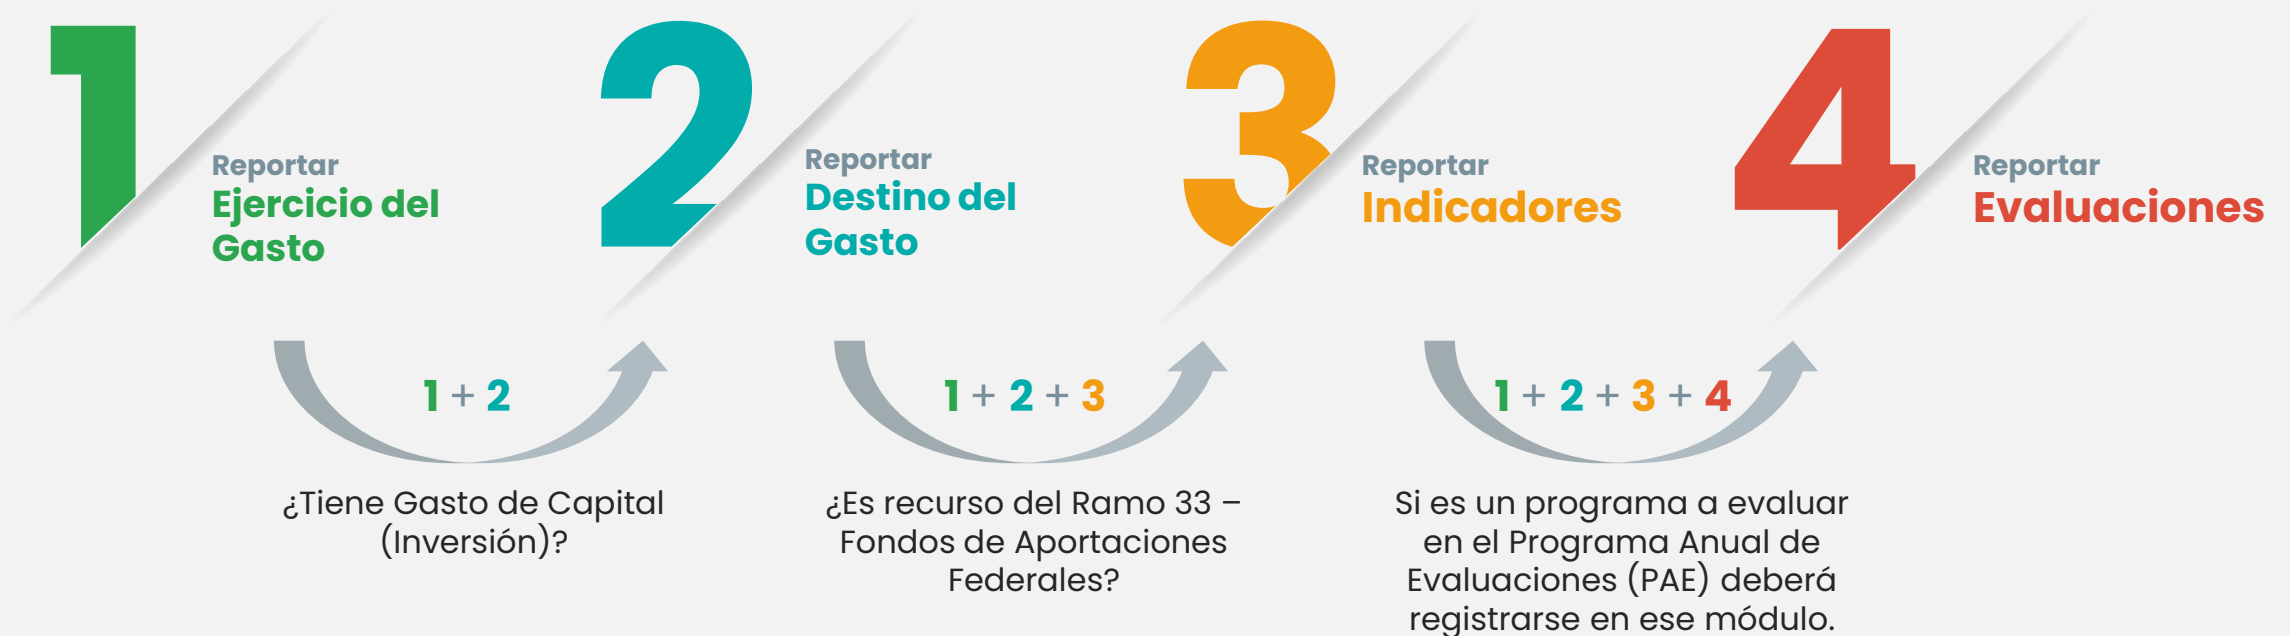 1
Reportar
Ejercicio del
Gasto
2
Reportar
Destino del
Gasto
3
Reportar
Indicadores
4
Reportar
Evaluaciones
1 + 2
¿Tiene Gasto de Capital
(Inversión)?
1 + 2 + 3
¿Es recurso del Ramo 33 –
Fondos de Aportaciones
Federales?
1 + 2 + 3 + 4
Si es un programa a evaluar
en el Programa Anual de
Evaluaciones (PAE) deberá
registrarse en ese módulo.